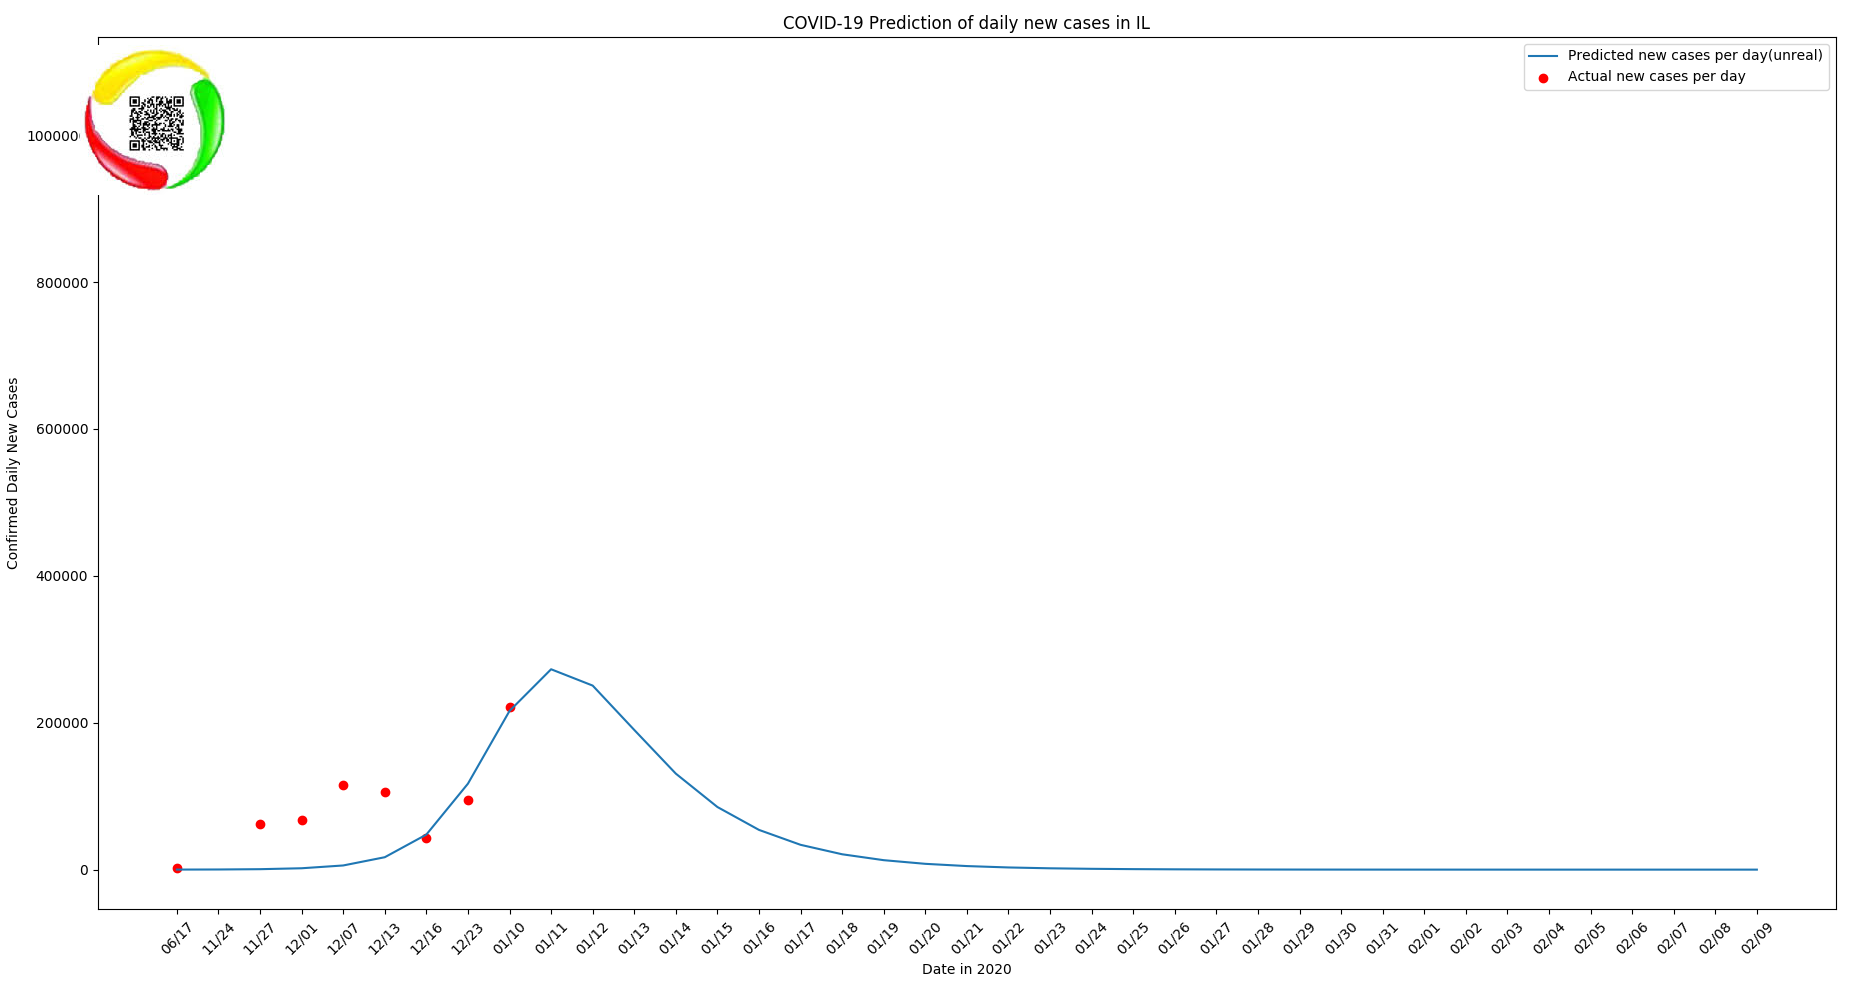 COVID-19 Prediction of daily new cases in IL
Predicted new cases per day(unreal)
Actual new cases per day
800000
600000
400000
200000
0
Confirmed Daily New Cases
06/17 11/24 11/27 12/01 12/07 12/13 12/16 12/23 01/10 01/11 01/12 01/13 01/14 01/15 01/16 01/17 01/18 01/19 01/20 01/21 01/22 01/23 01/24 01/25 01/26 01/27 01/28 01/29 01/30 01/31 02/01 02/02 02/03 02/04 02/05 02/06 02/07 02/08 02/09
Date in 2020